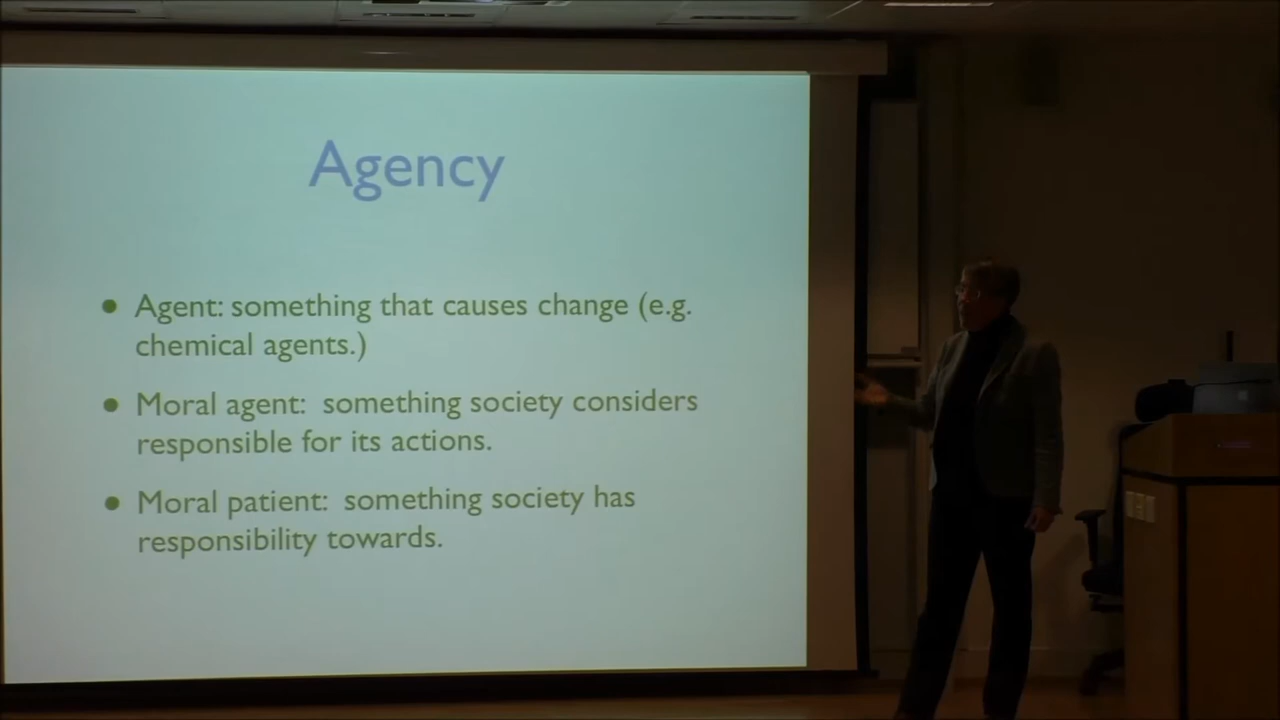 Agency
● Agent: something that causes change (e.g.
chemical agents.)
● Moral agent: something society considers
responsible for its actions.
● Moral patient: something society has
responsibility towards.